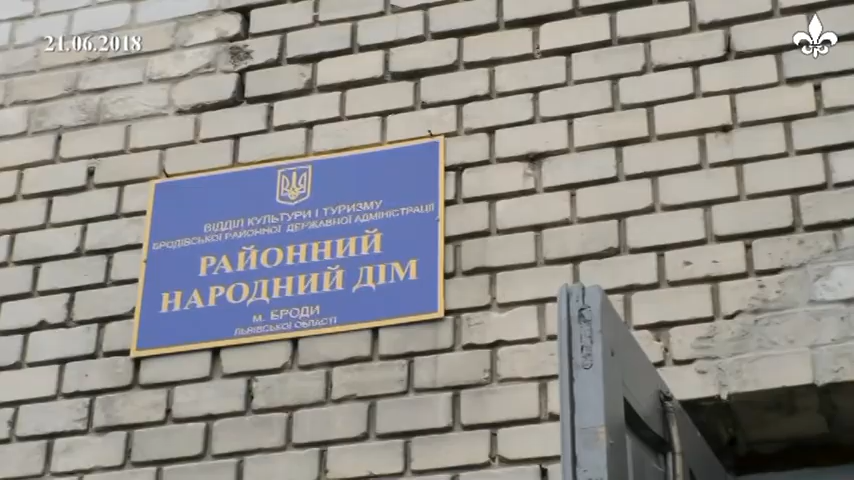 21.06.2018
ВІДДІЛ КУЛЬТУРИ І ТУРИЗМУ
БРОДІВСЬКОЇ РАЙОННОЇ ДЕРЖАВНОЇ АДМІНІСТРАЦІЇ
РАЙОННИЙ
НАРОДНИЙ ДІМ
м. БРОДИ
ЛЬВІВСЬКОЇ ОБЛАСТІ